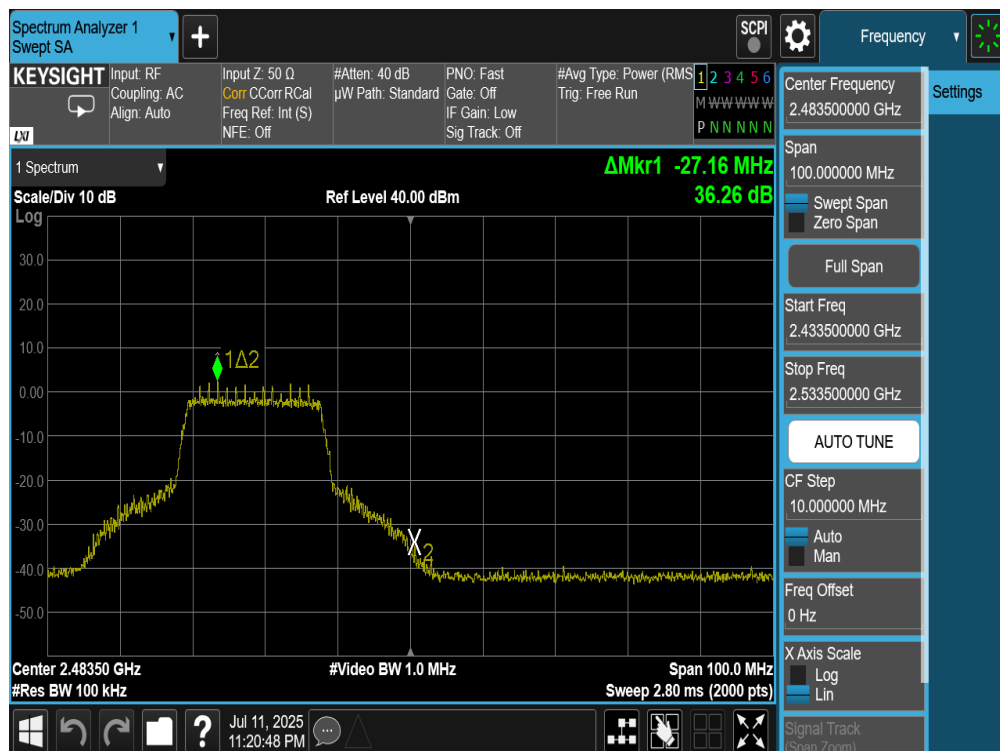 Spectrum Analyzer 1
Swept SA
+
SCPI
Frequency
KEYSIGHT
LXI
Input: RF
Coupling: AC
Align: Auto
Input Z: 50 Ω
Corr CCorr RCal
Freq Ref: Int (S)
NFE: Off
#Atten: 40 dB
µW Path: Standard
PNO: Fast
Gate: Off
IF Gain: Low
Sig Track: Off
#Avg Type: Power (RMS
Trig: Free Run
1 2 3 4 5 6
M W W W W W
P N N N N N
1 Spectrum
ΔMkr1 -27.16 MHz
36.26 dB
Scale/Div 10 dB
Ref Level 40.00 dBm
Log
30.0
20.0
10.0
0.00
-10.0
-20.0
-30.0
-40.0
-50.0
1Δ2
X2
Center 2.48350 GHz
#Video BW 1.0 MHz
Span 100.0 MHz
#Res BW 100 kHz
Sweep 2.80 ms (2000 pts)
?
Jul 11, 2025
11:20:48 PM
Center Frequency
2.483500000 GHz
Span
100.000000 MHz
Swept Span
Zero Span
Full Span
Start Freq
2.433500000 GHz
Stop Freq
2.533500000 GHz
AUTO TUNE
CF Step
10.000000 MHz
Auto
Man
Freq Offset
0 Hz
X Axis Scale
Log
Lin
Signal Track
(Span Zoom)
Settings